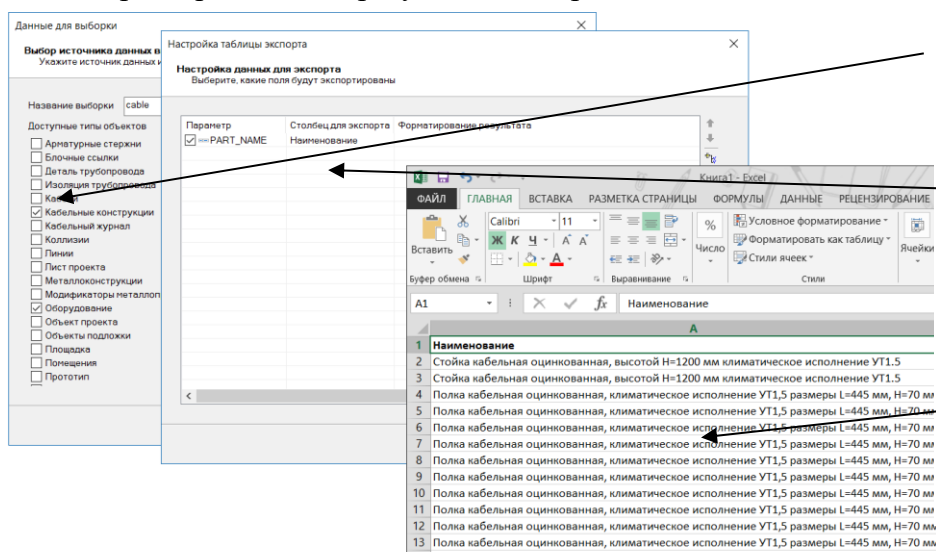 Данные для выборки
Выбор источника данных в
Укажите источник данных и
Название выборки cable
Доступные типы объектов
Арматурные стержни
Блочные ссылки
Деталь трубопровода
Изоляция трубопровода
Кабельные конструкции
Кабельный журнал
Коллизии
Линии
Лист проекта
Металлоконструкции
Модификаторы металлоп
Оборудование
Объект проекта
Объекты подложки
Площадка
Помещения
Прототип
Настройка таблицы экспорта
Настройка данных для экспорта
Выберите, какие поля будут экспортированы
Параметр Столбец для экспорта Форматирование результата
PART_NAME Наименование
Книга1 - Excel
ФАЙЛ ГЛАВНАЯ ВСТАВКА РАЗМЕТКА СТРАНИЦЫ ФОРМУЛЫ ДАННЫЕ РЕЦЕНЗИРОВАНИЕ
Calibri 11
Вставить
Ж К Ч
Число
Условное форматирование
Форматировать как таблицу
Стили ячеек
Ячейки
Буфер обмена Шрифт Выравнивание Стили
A1 fx Наименование
A
1 Наименование
2 Стойка кабельная оцинкованная, высотой H=1200 мм климатическое исполнение УТ1.5
3 Стойка кабельная оцинкованная, высотой H=1200 мм климатическое исполнение УТ1.5
4 Полка кабельная оцинкованная, климатическое исполнение УТ1,5 размеры L=445 мм, H=70 мм
5 Полка кабельная оцинкованная, климатическое исполнение УТ1,5 размеры L=445 мм, H=70 мм
6 Полка кабельная оцинкованная, климатическое исполнение УТ1,5 размеры L=445 мм, H=70 мм
7 Полка кабельная оцинкованная, климатическое исполнение УТ1,5 размеры L=445 мм, H=70 мм
8 Полка кабельная оцинкованная, климатическое исполнение УТ1,5 размеры L=445 мм, H=70 мм
9 Полка кабельная оцинкованная, климатическое исполнение УТ1,5 размеры L=445 мм, H=70 мм
10 Полка кабельная оцинкованная, климатическое исполнение УТ1,5 размеры L=445 мм, H=70 мм
11 Полка кабельная оцинкованная, климатическое исполнение УТ1,5 размеры L=445 мм, H=70 мм
12 Полка кабельная оцинкованная, климатическое исполнение УТ1,5 размеры L=445 мм, H=70 мм
13 Полка кабельная оцинкованная, климатическое исполнение УТ1,5 размеры L=445 мм, H=70 мм